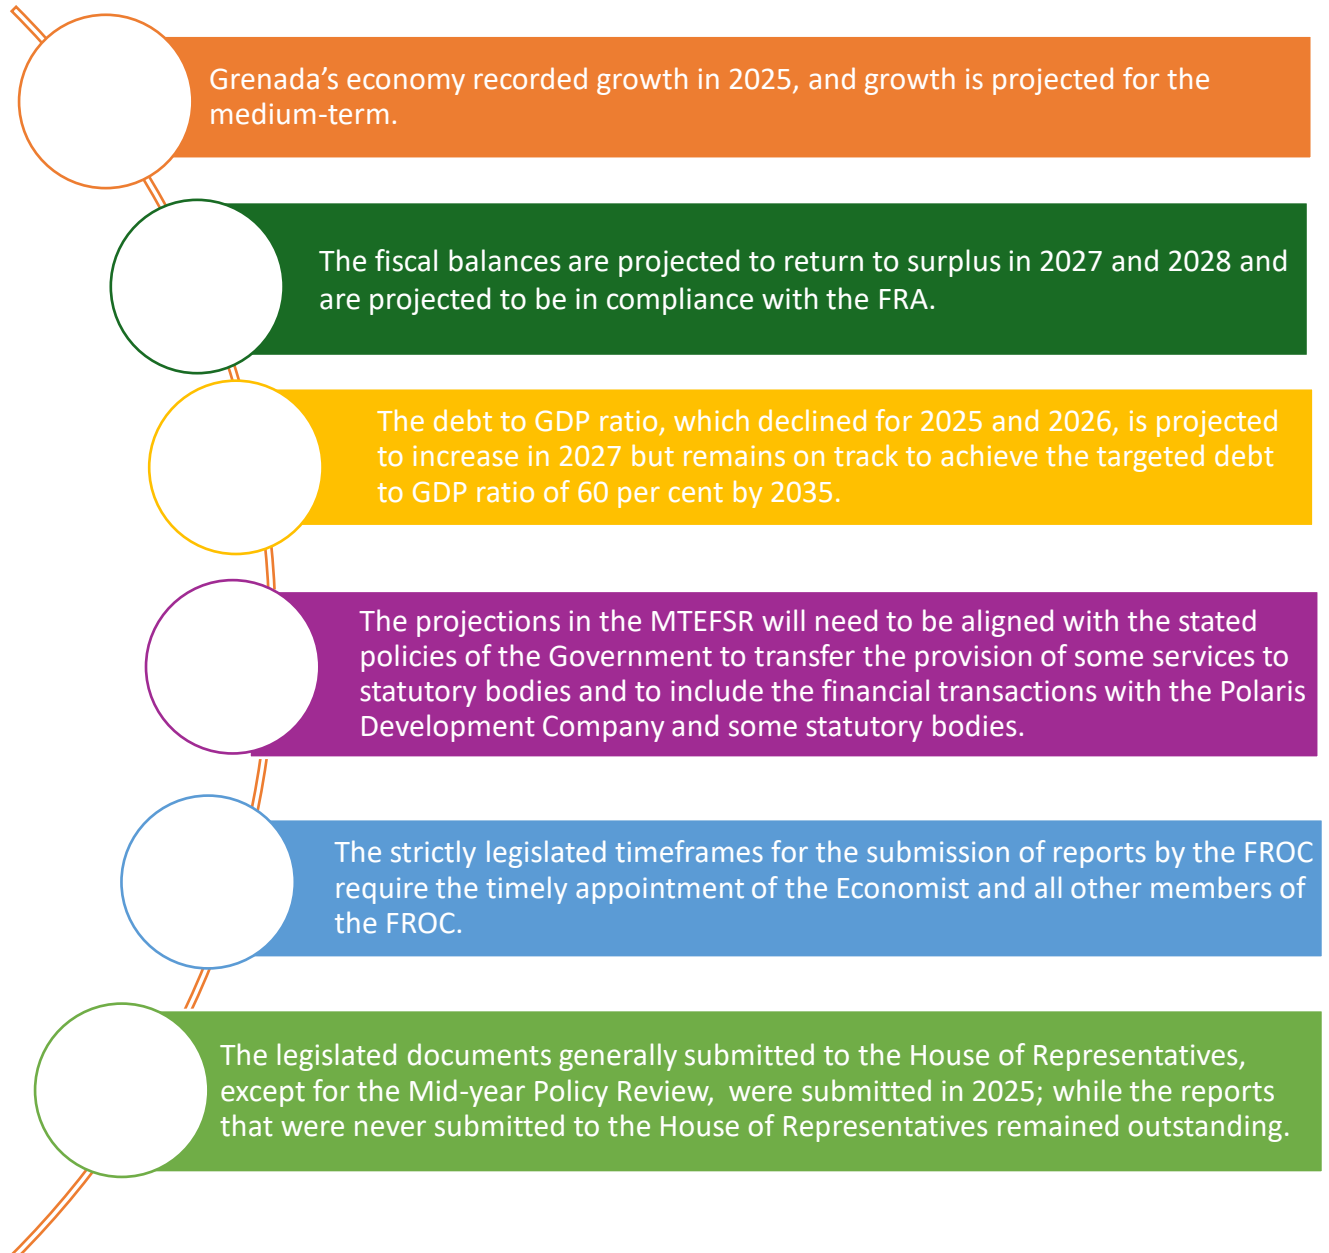 Grenada’s economy recorded growth in 2025, and growth is projected for the
medium-term.
The fiscal balances are projected to return to surplus in 2027 and 2028 and
are projected to be in compliance with the FRA.
The debt to GDP ratio, which declined for 2025 and 2026, is projected
to increase in 2027 but remains on track to achieve the targeted debt
to GDP ratio of 60 per cent by 2035.
The projections in the MTEFSR will need to be aligned with the stated
policies of the Government to transfer the provision of some services to
statutory bodies and to include the financial transactions with the Polaris
Development Company and some statutory bodies.
The strictly legislated timeframes for the submission of reports by the FROC
require the timely appointment of the Economist and all other members of
the FROC.
The legislated documents generally submitted to the House of Representatives,
except for the Mid-year Policy Review,  were submitted in 2025; while the reports
that were never submitted to the House of Representatives remained outstanding.